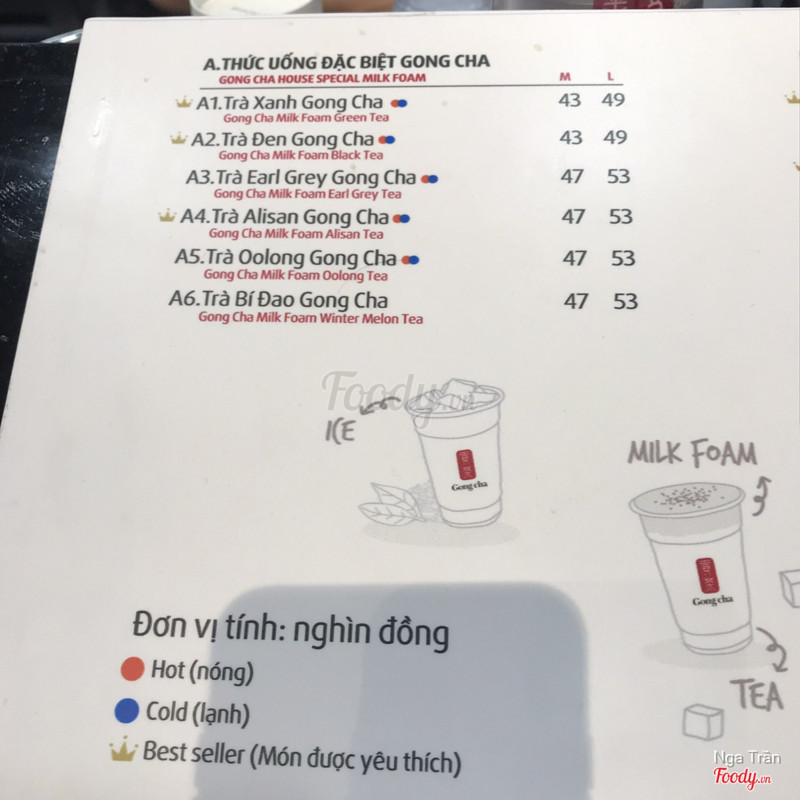 A.THỨC UỐNG ĐẶC BIỆT GONG CHA
GONG CHA HOUSE SPECIAL MILK FOAM M L
A1.Trà Xanh Gong Cha 43 49
Gong Cha Milk Foam Green Tea
A2.Trà Đen Gong Cha 43 49
Gong Cha Milk Foam Black Tea
A3.Trà Earl Grey Gong Cha 47 53
Gong Cha Milk Foam Earl Grey Tea
A4.Trà Alisan Gong Cha 47 53
Gong Cha Milk Foam Alisan Tea
A5.Trà Oolong Gong Cha 47 53
Gong Cha Milk Foam Oolong Tea
A6.Trà Bí Đao Gong Cha 47 53
Gong Cha Milk Foam Winter Melon Tea
Foody.vn
ICE
Gong cha
MILK FOAM
Gong cha
TEA
Đơn vị tính: nghìn đồng
Hot (nóng)
Cold (lạnh)
Best seller (Món được yêu thích)
Nga Trần
Foody.vn